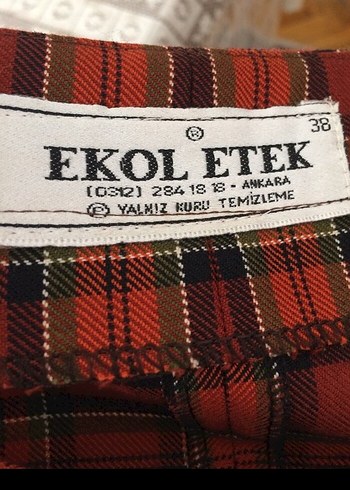 ®
38
EKOL ETEK
(0312) 284 18 18 - ANKARA
Ⓟ YALNIZ KURU TEMİZLEME